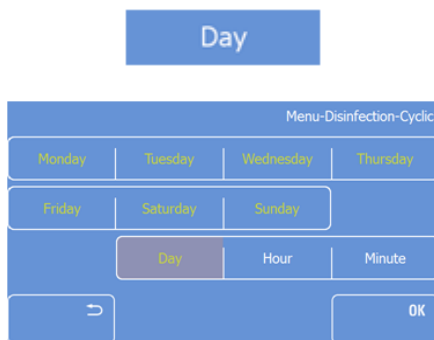 Day
Menu-Disinfection-Cyclic
Monday Tuesday Wednesday Thursday
Friday Saturday Sunday
Day Hour Minute
OK